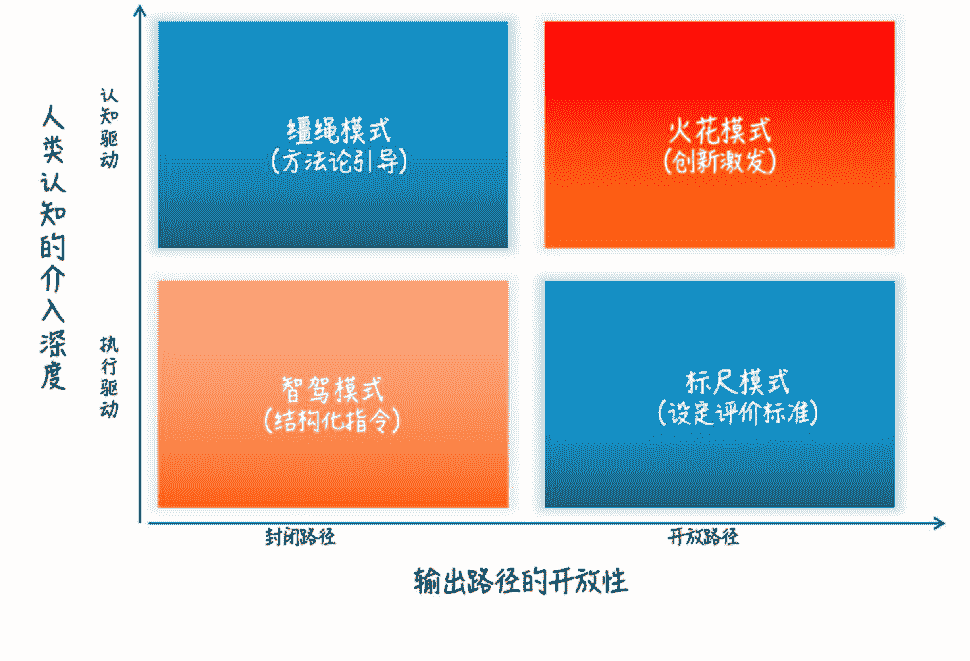 人类认知的介入深度
认知驱动
执行驱动
缰绳模式
(方法论引导)
火花模式
(创新激发)
智驾模式
(结构化指令)
标尺模式
(设定评价标准)
封闭路径
开放路径
输出路径的开放性